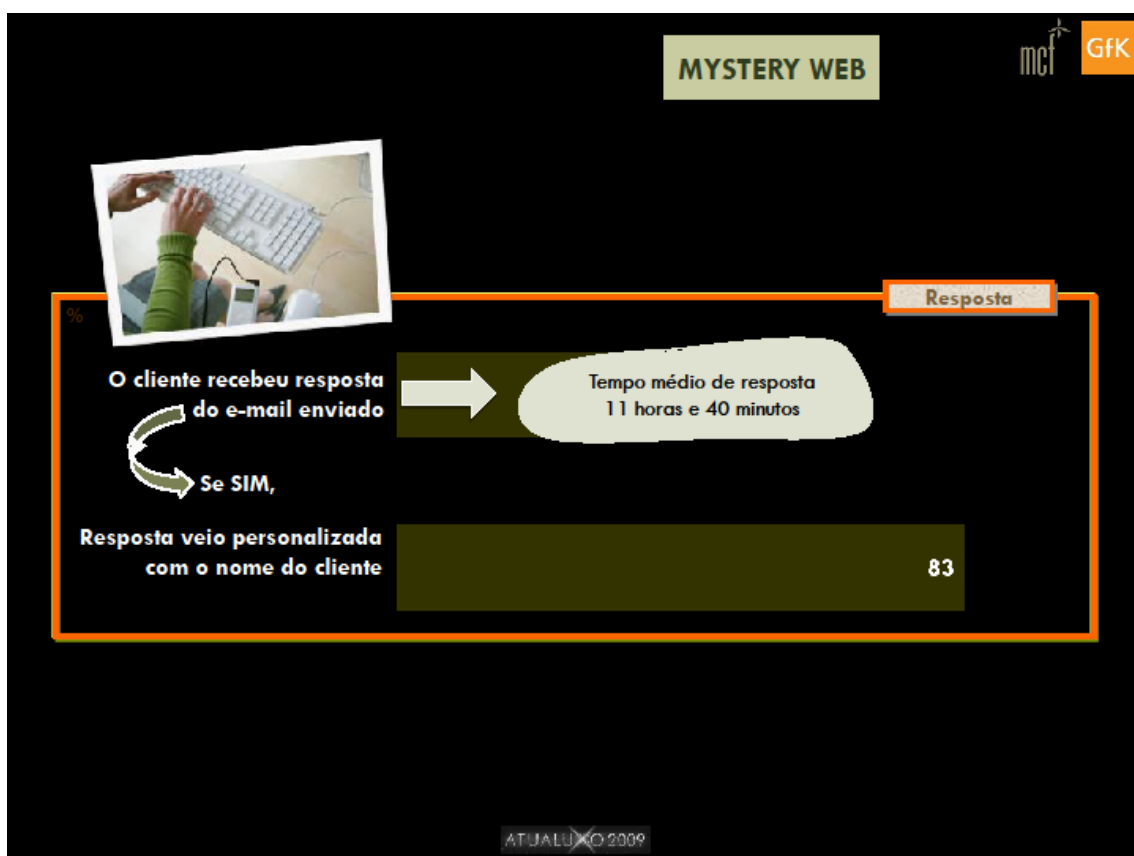 MYSTERY WEB
mcf
GfK
Resposta
%
O cliente recebeu resposta
do e-mail enviado
Tempo médio de resposta
11 horas e 40 minutos
Se SIM,
Resposta veio personalizada
com o nome do cliente
83
ATUALUXO 2009